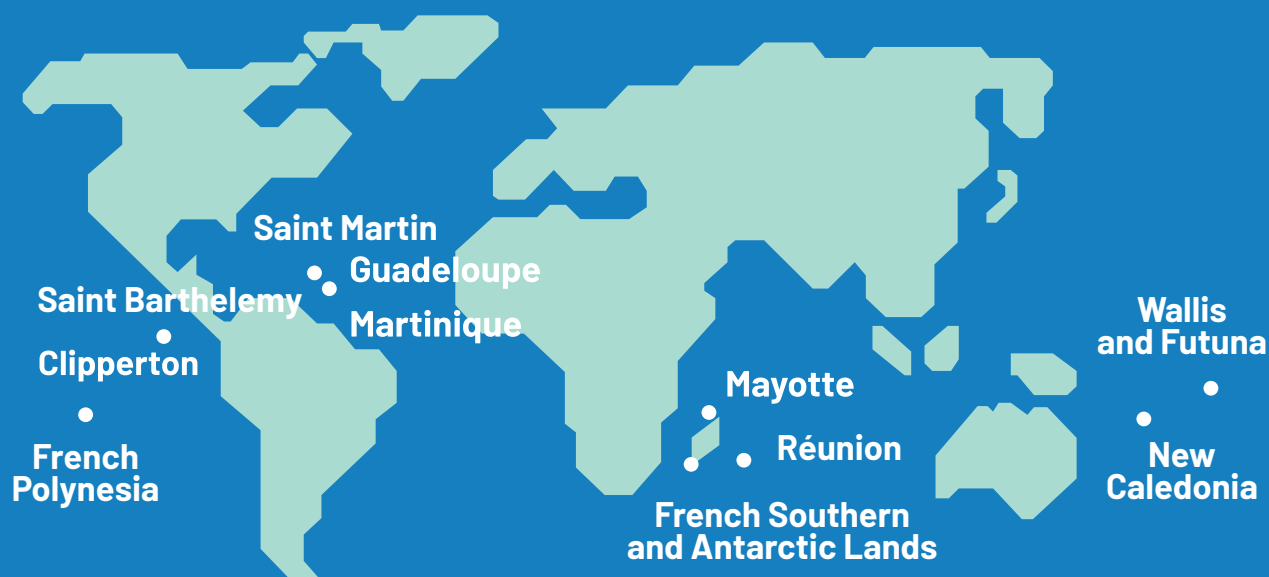 Saint Martin
Guadeloupe
Saint Barthelemy
Martinique
Clipperton
French
Polynesia
Mayotte
Réunion
French Southern
and Antarctic Lands
Wallis
and Futuna
New
Caledonia